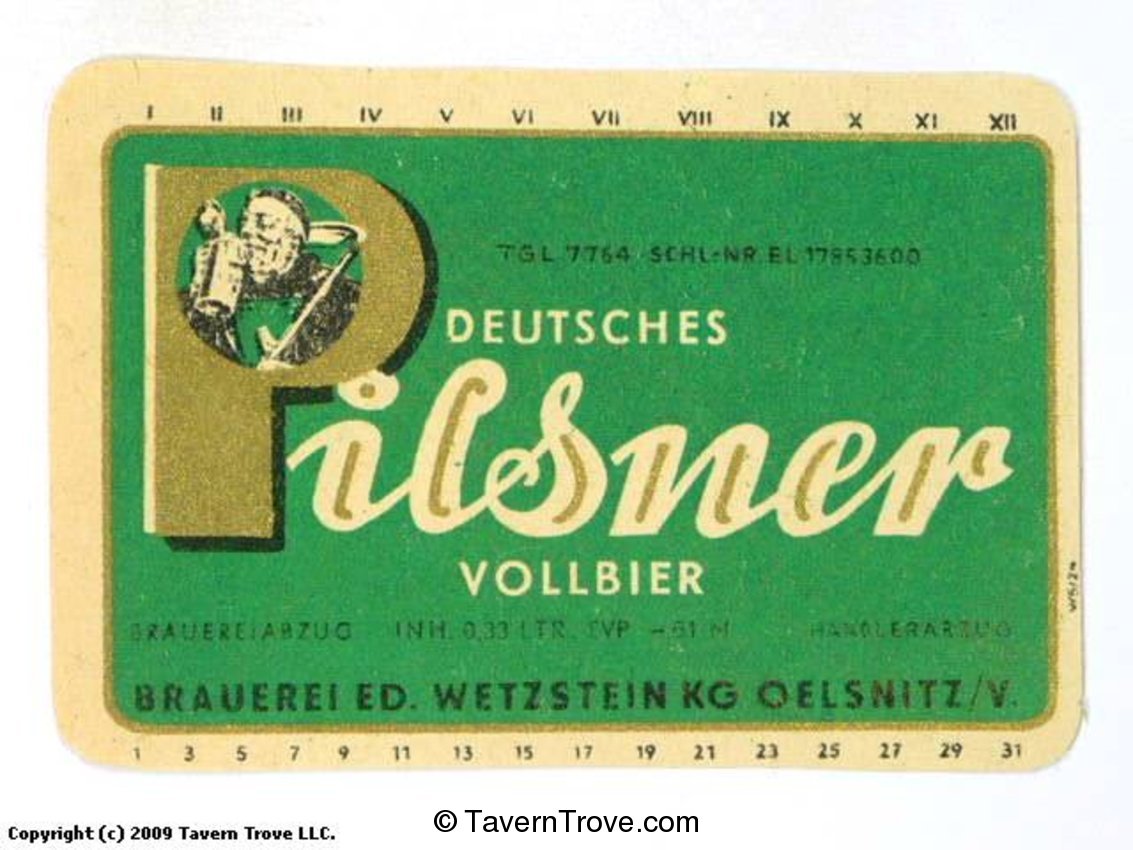 I II III IV V VI VII VIII IX X XI XII
TGL 7764 SCHL-NR. EL 17853600
DEUTSCHES
Pilsner
VOLLBIER
BRAUEREIABZUG INH. 0,33 LTR. EVP -,61 M HÄNDLERABZUG
BRAUEREI ED. WETZSTEIN KG OELSNITZ/V.
1 3 5 7 9 11 13 15 17 19 21 23 25 27 29 31
Copyright (c) 2009 Tavern Trove LLC.
© TavernTrove.com